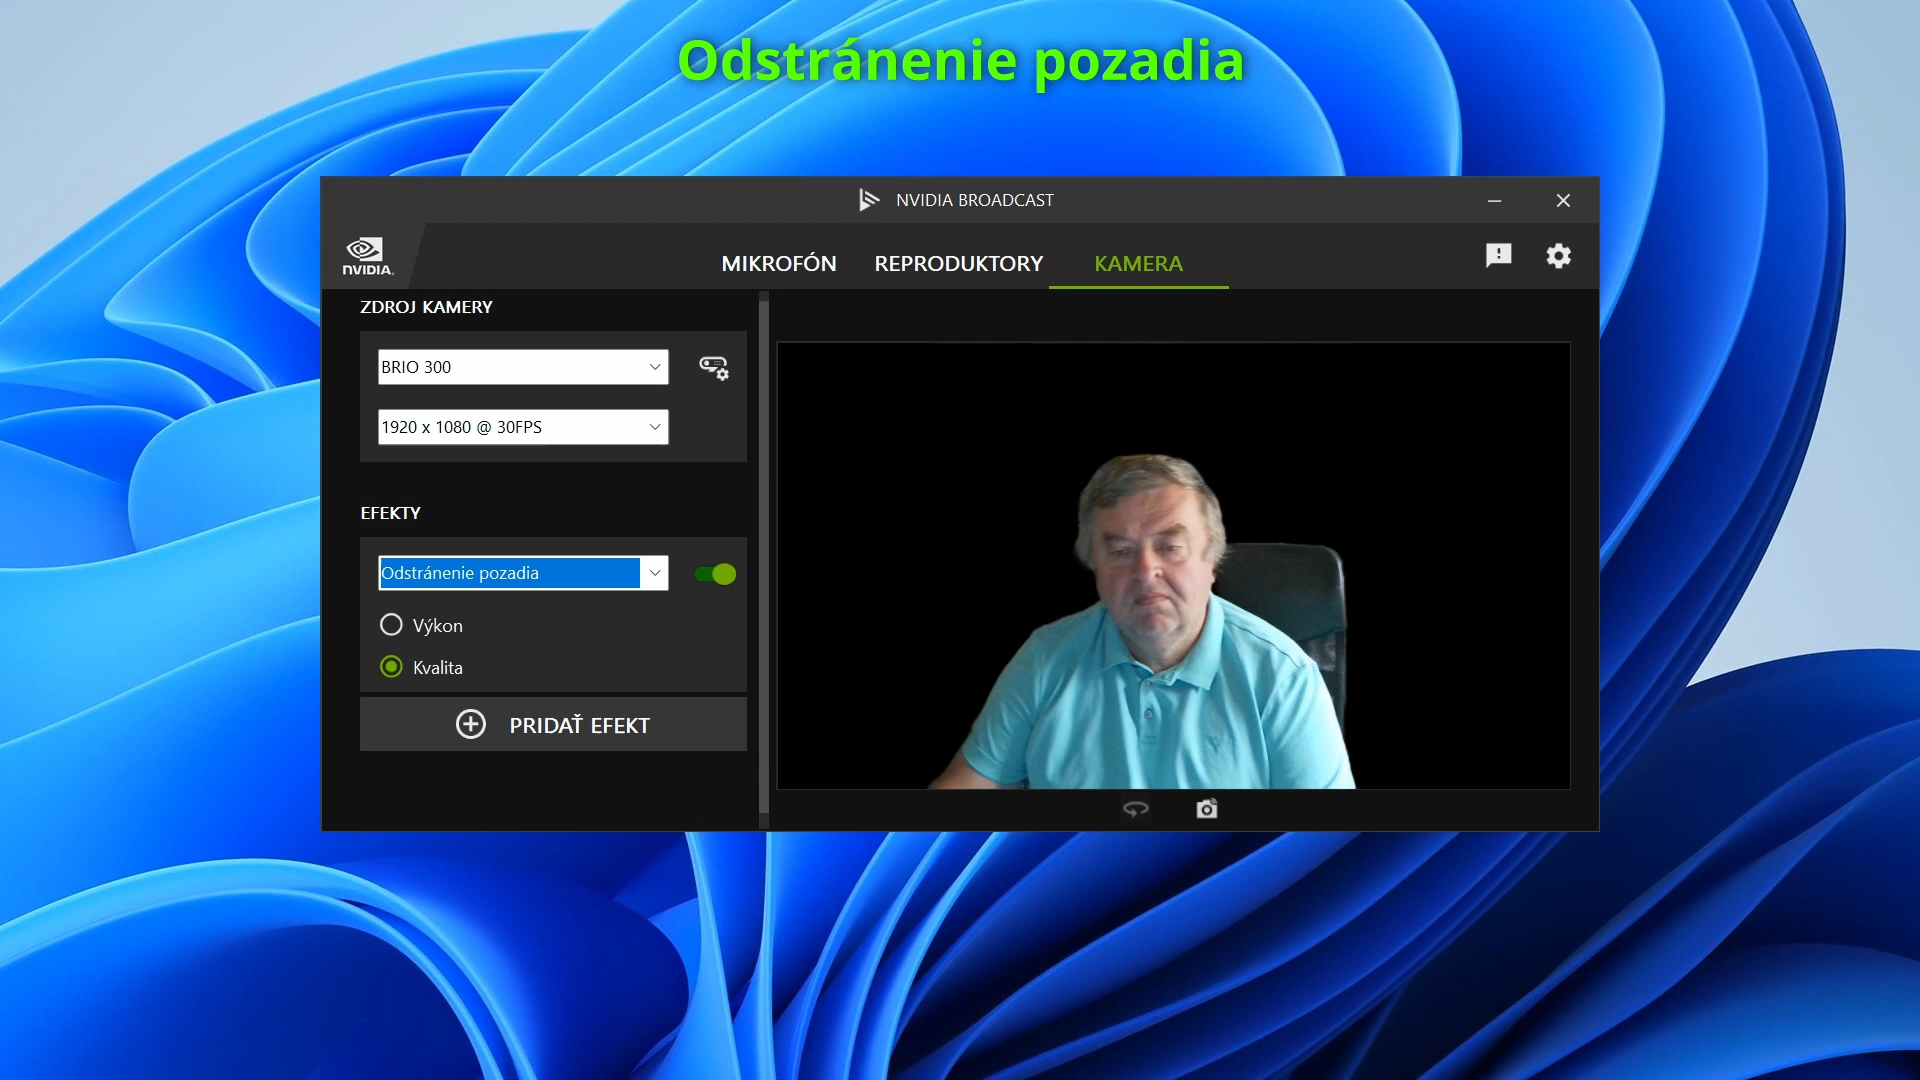 Odstránenie pozadia
NVIDIA BROADCAST
NVIDIA.
MIKROFÓN
REPRODUKTORY
KAMERA
ZDROJ KAMERY
BRIO 300
1920 x 1080 @ 30FPS
EFEKTY
Odstránenie pozadia
Výkon
Kvalita
PRIDAŤ EFEKT